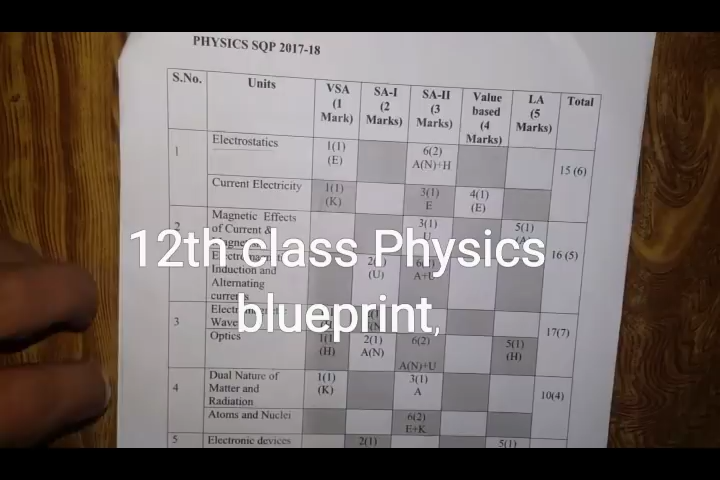 PHYSICS SQP 2017-18
S.No. Units VSA (1 Mark) SA-I (2 Marks) SA-II (3 Marks) Value based (4 Marks) LA (5 Marks) Total
1 Electrostatics 1(1) (E) 6(2) A(N)+H 15 (6)
Current Electricity 1(1) (K) 3(1) E 4(1) (E)
2 Magnetic Effects of Current & 3(1) U 5(1) 16 (5)
Induction and Alternating currents (U)
12th class Physics
blueprint,
3 17(7)
Optics (H) 2(1) A(N) 6(2) A(N)+U 5(1) (H)
4 Dual Nature of Matter and Radiation 1(1) (K) 3(1) A 10(4)
Atoms and Nuclei 6(2) E+K
5 Electronic devices 2(1) 5(1)